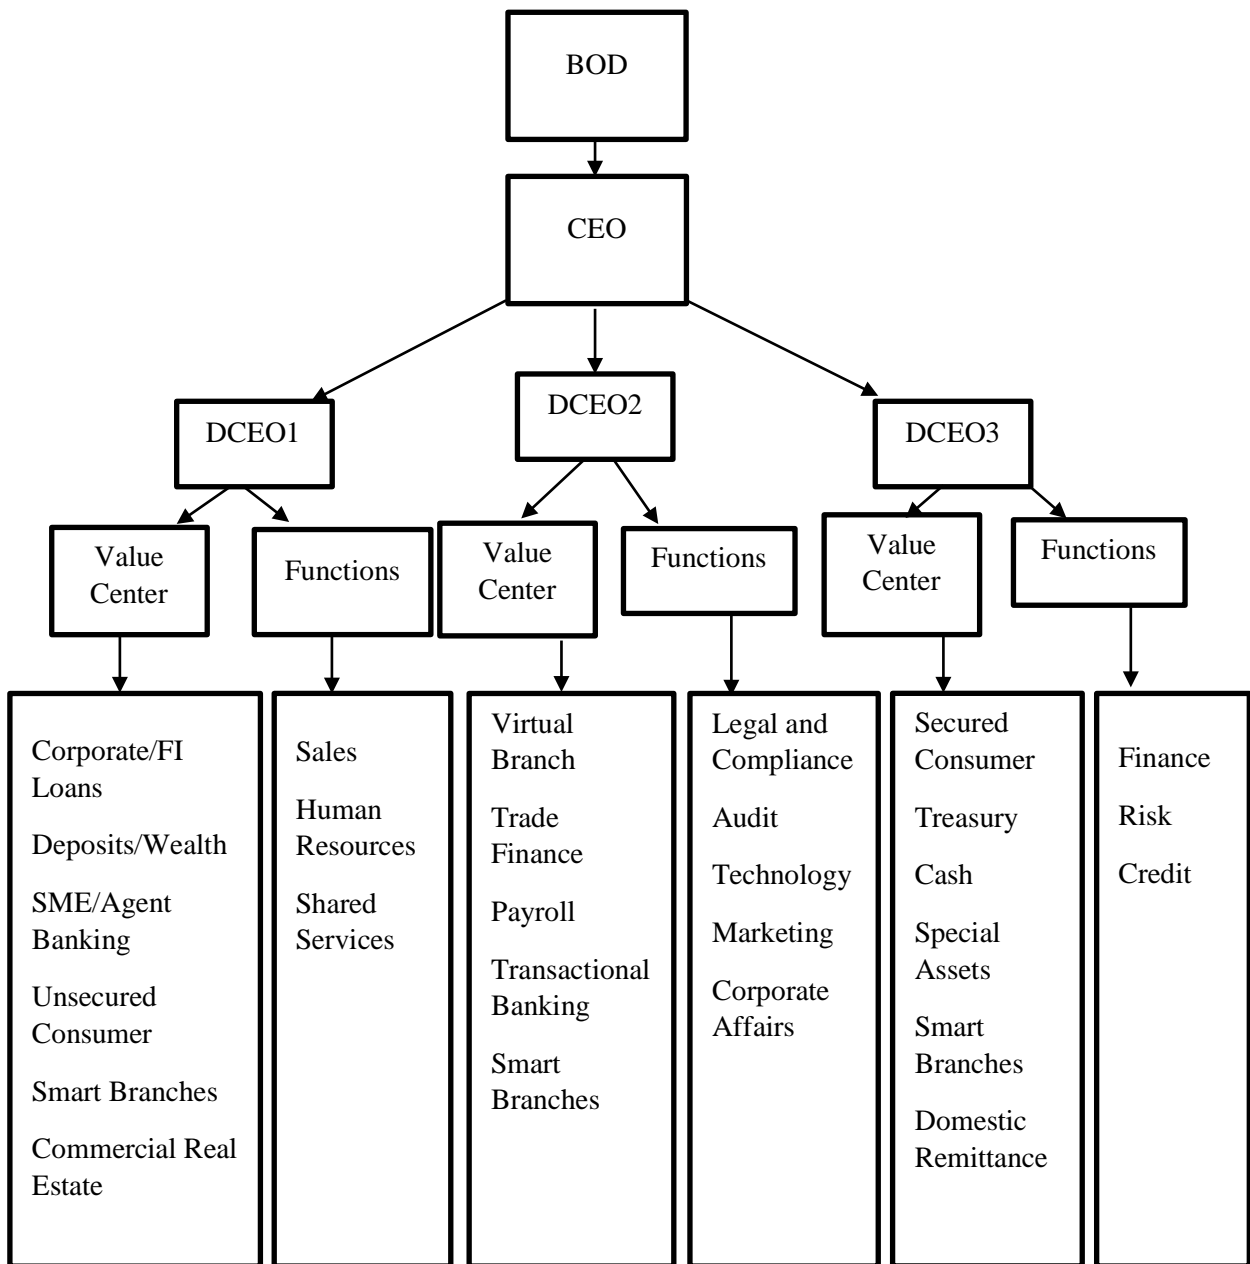 BOD
CEO
DCEO1
DCEO2
DCEO3
Value
Center
Functions
Value
Center
Functions
Value
Center
Functions
Corporate/FI
Loans
Deposits/Wealth
SME/Agent
Banking
Unsecured
Consumer
Smart Branches
Commercial Real
Estate
Sales
Human
Resources
Shared
Services
Virtual
Branch
Trade
Finance
Payroll
Transactional
Banking
Smart
Branches
Legal and
Compliance
Audit
Technology
Marketing
Corporate
Affairs
Secured
Consumer
Treasury
Cash
Special
Assets
Smart
Branches
Domestic
Remittance
Finance
Risk
Credit